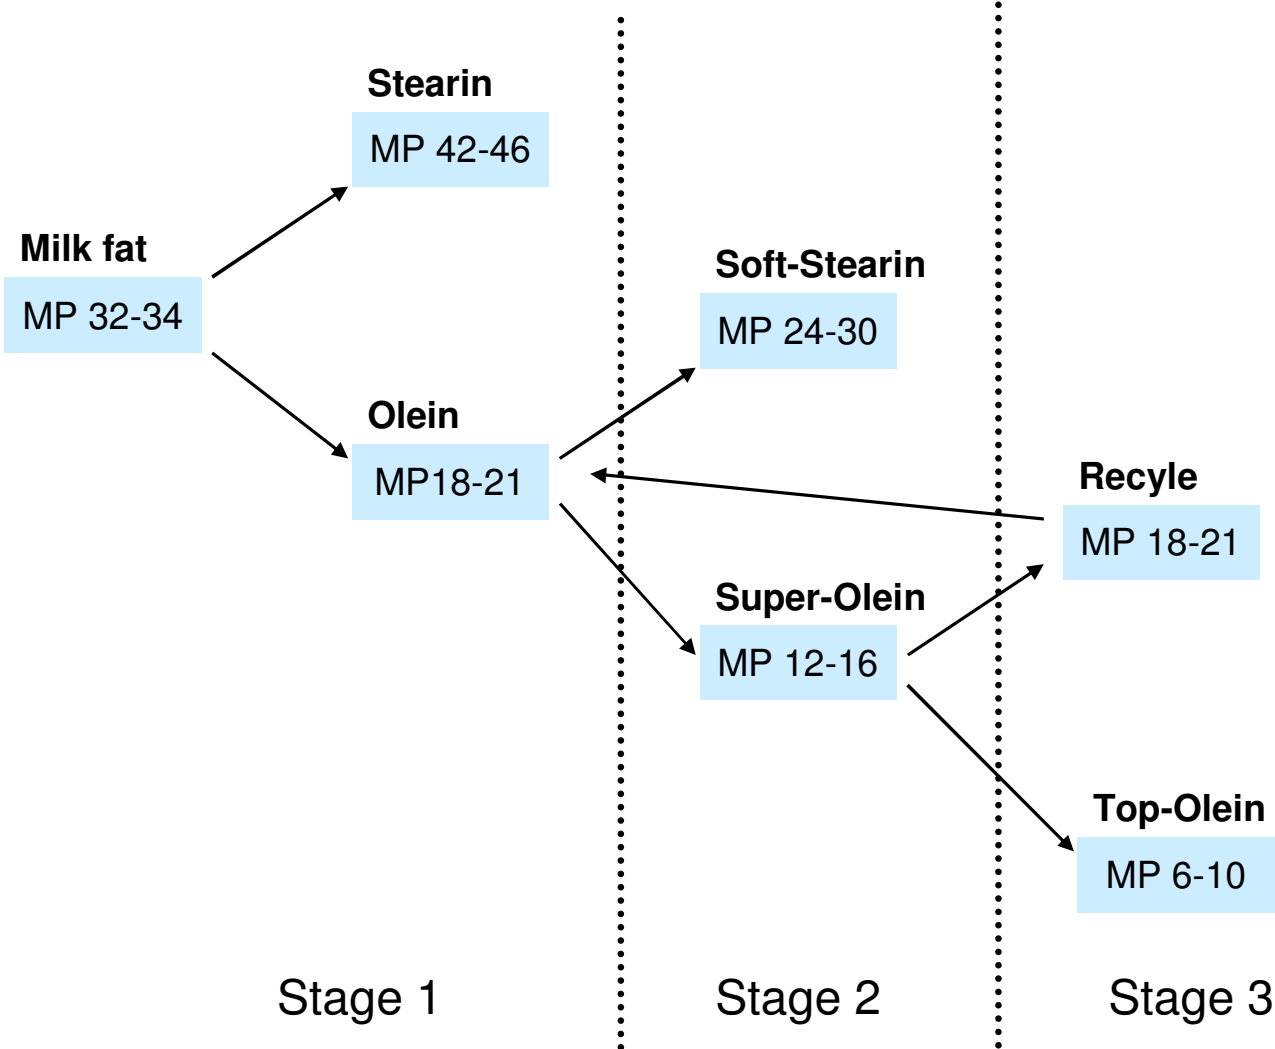 Stearin
MP 42-46
Milk fat
MP 32-34
Soft-Stearin
MP 24-30
Olein
MP18-21
Recyle
MP 18-21
Super-Olein
MP 12-16
Top-Olein
MP 6-10
Stage 1
Stage 2
Stage 3